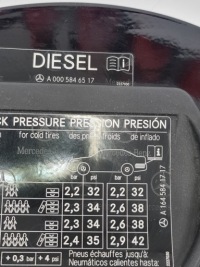 DIESEL
A 000 584 65 17
CK PRESSURE PRESSION PRESIÓN
for cold tires des pneus froids de inflado
Mercedes-Benz
bar psi bar psi
A 164 584 57 17
2,2 32 2,2 32
2,3 34 2,6 38
2,3 34 2,6 38
2,4 35 2,9 42
+ 0,3 bar + 4 psi
Pneus échauffés jusqu'à:
Neumáticos calientes hasta